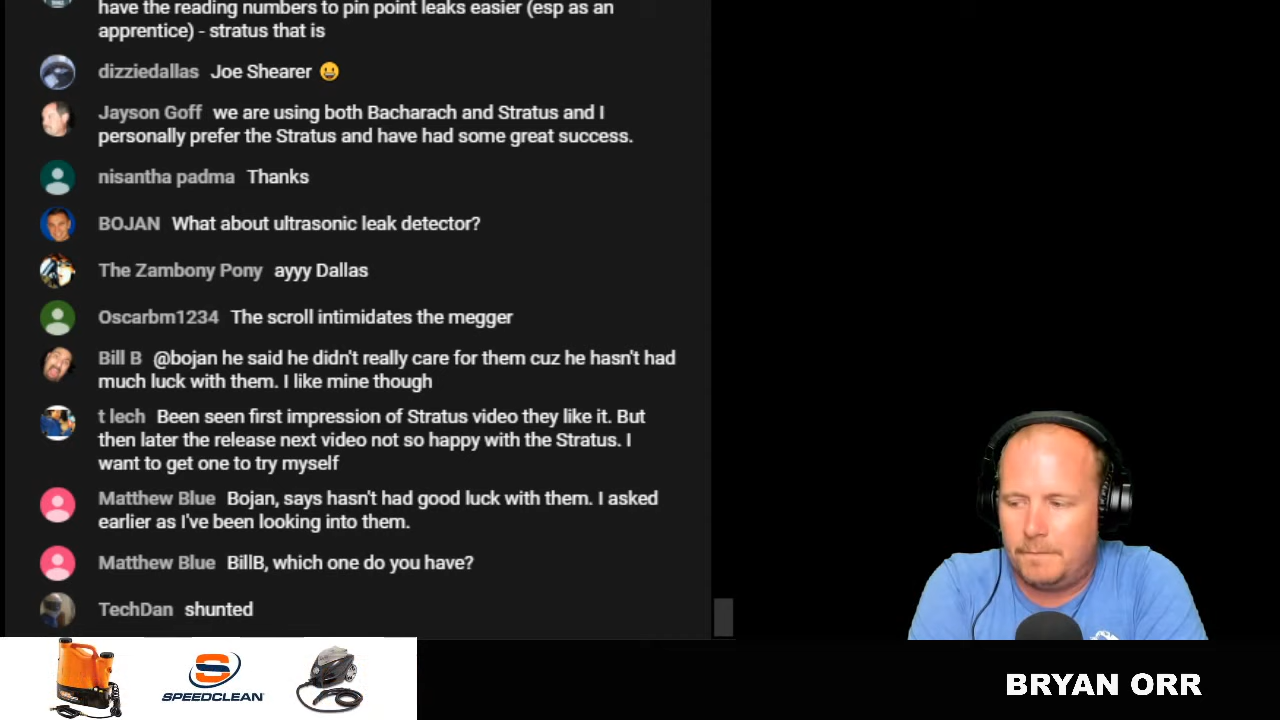 have the reading numbers to pin point leaks easier (esp as an
apprentice) - stratus that is
dizziedallas Joe Shearer 😀
Jayson Goff we are using both Bacharach and Stratus and I
personally prefer the Stratus and have had some great success.
nisantha padma Thanks
BOJAN What about ultrasonic leak detector?
The Zambony Pony ayyy Dallas
Oscarbm1234 The scroll intimidates the megger
Bill B @bojan he said he didn't really care for them cuz he hasn't had
much luck with them. I like mine though
t lech Been seen first impression of Stratus video they like it. But
then later the release next video not so happy with the Stratus. I
want to get one to try myself
Matthew Blue Bojan, says hasn't had good luck with them. I asked
earlier as I've been looking into them.
Matthew Blue BillB, which one do you have?
TechDan shunted
SPEEDCLEAN
BRYAN ORR